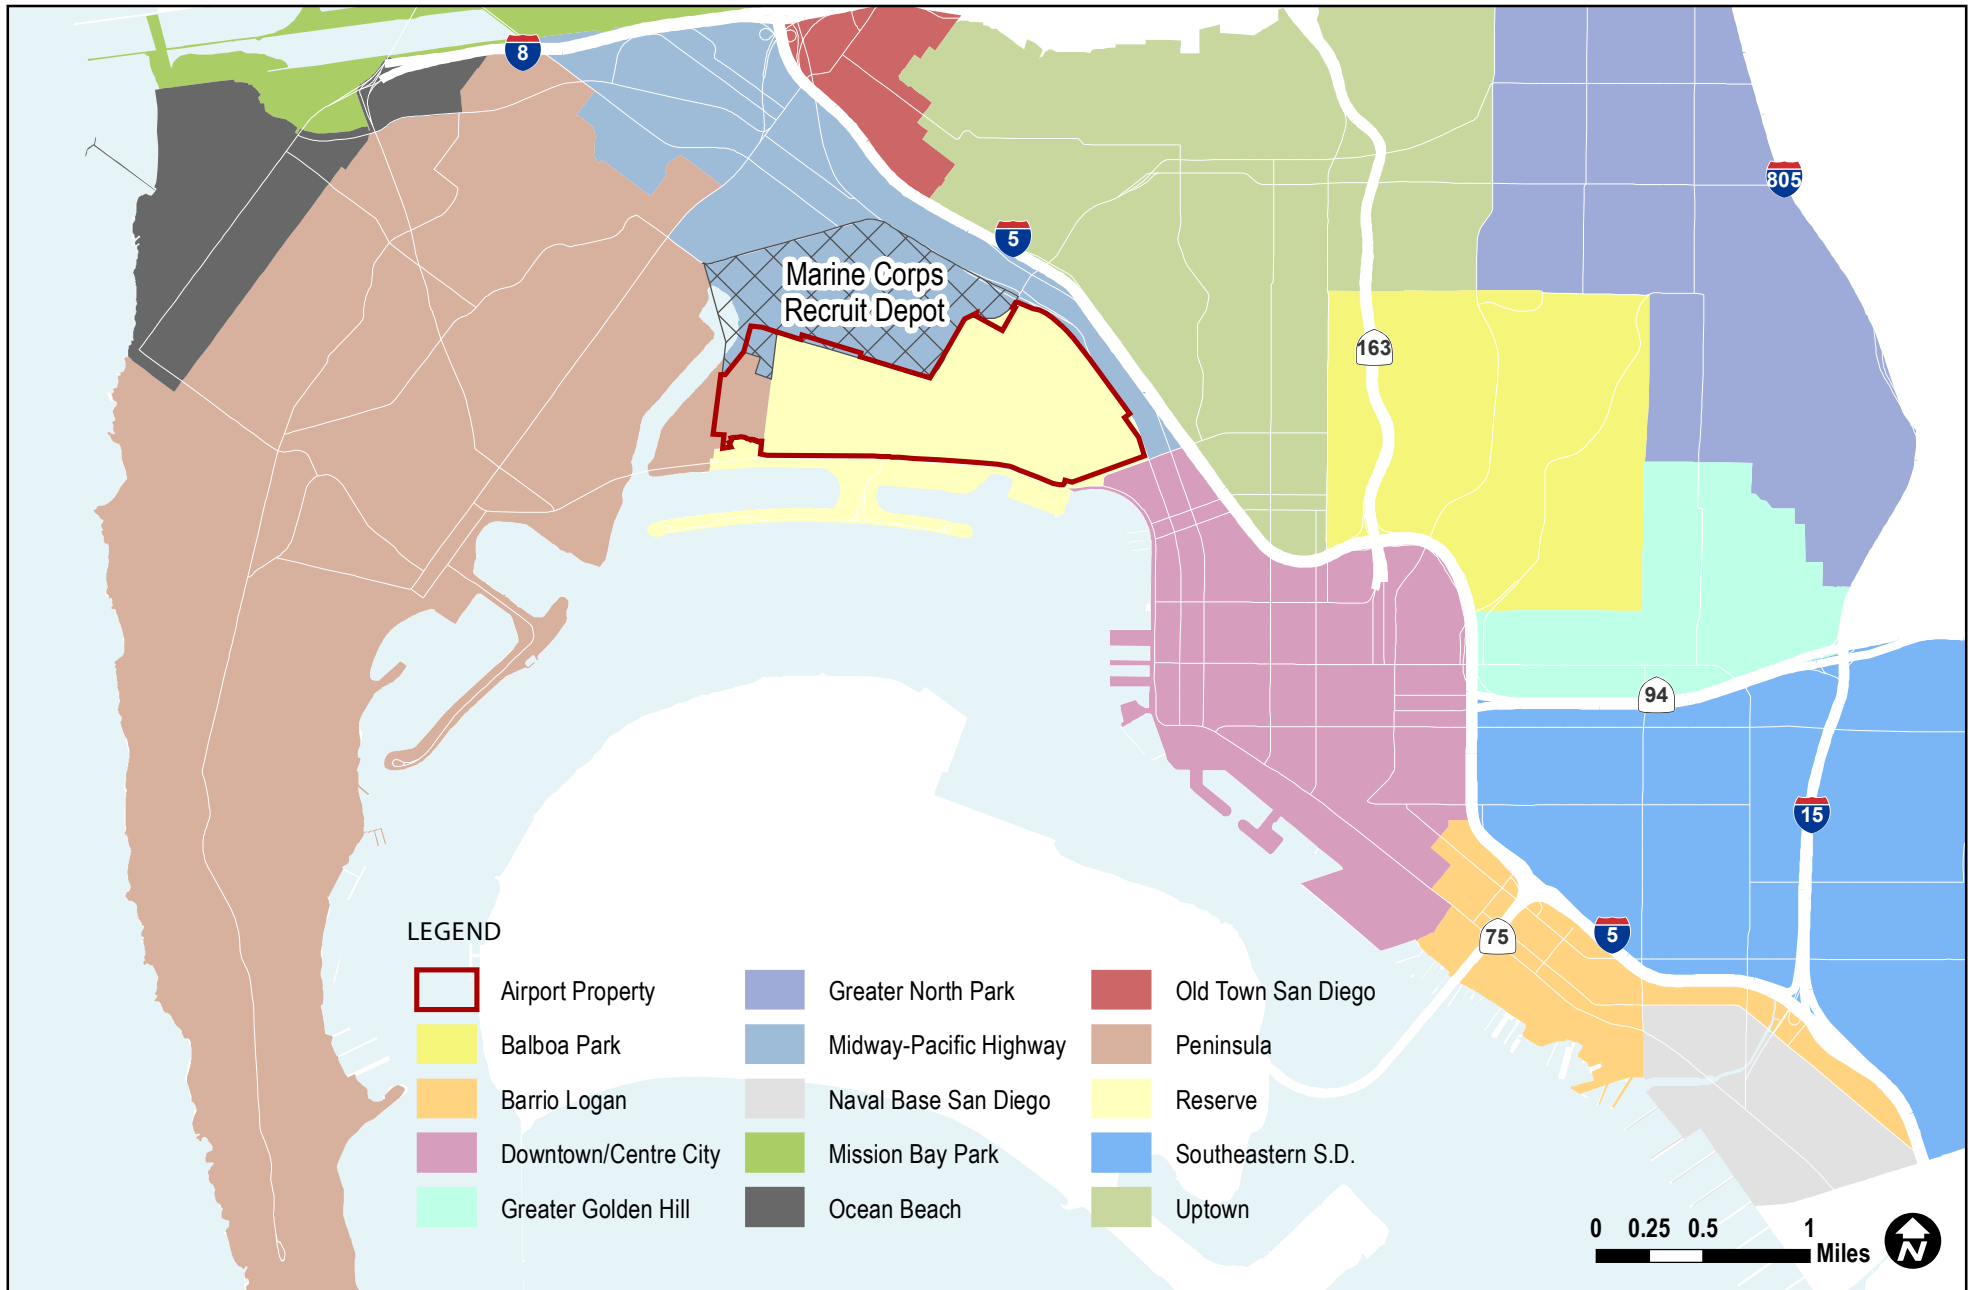 8
805
5
Marine Corps
Recruit Depot
163
94
15
75
5
LEGEND
Airport Property
Balboa Park
Barrio Logan
Downtown/Centre City
Greater Golden Hill
Greater North Park
Midway-Pacific Highway
Naval Base San Diego
Mission Bay Park
Ocean Beach
Old Town San Diego
Peninsula
Reserve
Southeastern S.D.
Uptown
0 0.25 0.5 1
Miles
N